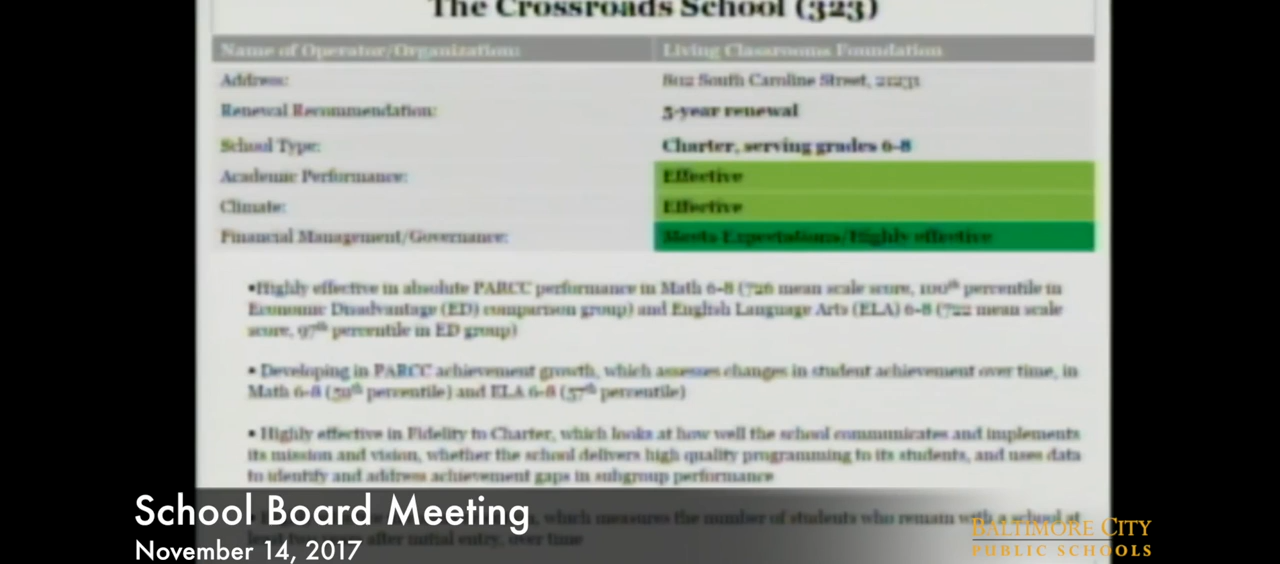 The Crossroads School (323)
Name of Operator/Organization: Living Classrooms Foundation
Address: 802 South Caroline Street, 21231
Renewal Recommendation: 5-year renewal
School Type: Charter, serving grades 6-8
Academic Performance: Effective
Climate: Effective
Financial Management/Governance: Meets Expectations/Highly effective
•Highly effective in absolute PARCC performance in Math 6-8 (726 mean scale score, 100th percentile in
Economic Disadvantage (ED) comparison group) and English Language Arts (ELA) 6-8 (722 mean scale
score, 97th percentile in ED group)
• Developing in PARCC achievement growth, which assesses changes in student achievement over time, in
Math 6-8 (50th percentile) and ELA 6-8 (57th percentile)
• Highly effective in Fidelity to Charter, which looks at how well the school communicates and implements
its mission and vision, whether the school delivers high quality programming to its students, and uses data
to identify and address achievement gaps in subgroup performance
, which measures the number of students who remain with a school at
after initial entry, over time
School Board Meeting
November 14, 2017
BALTIMORE CITY
PUBLIC SCHOOLS